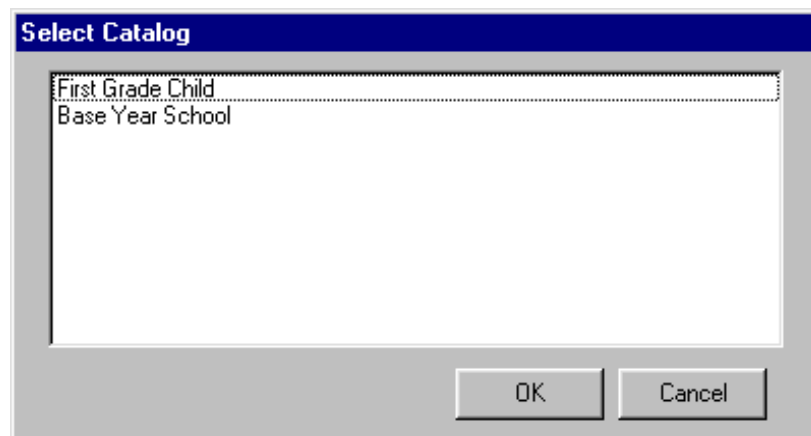 Select Catalog
First Grade Child
Base Year School
OK
Cancel